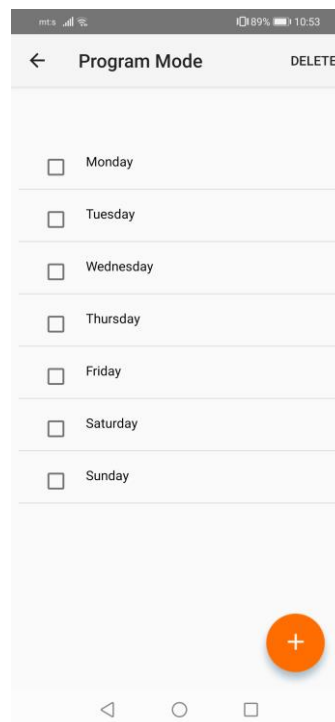 mts 89% 10:53
Program Mode DELETE
Monday
Tuesday
Wednesday
Thursday
Friday
Saturday
Sunday
+